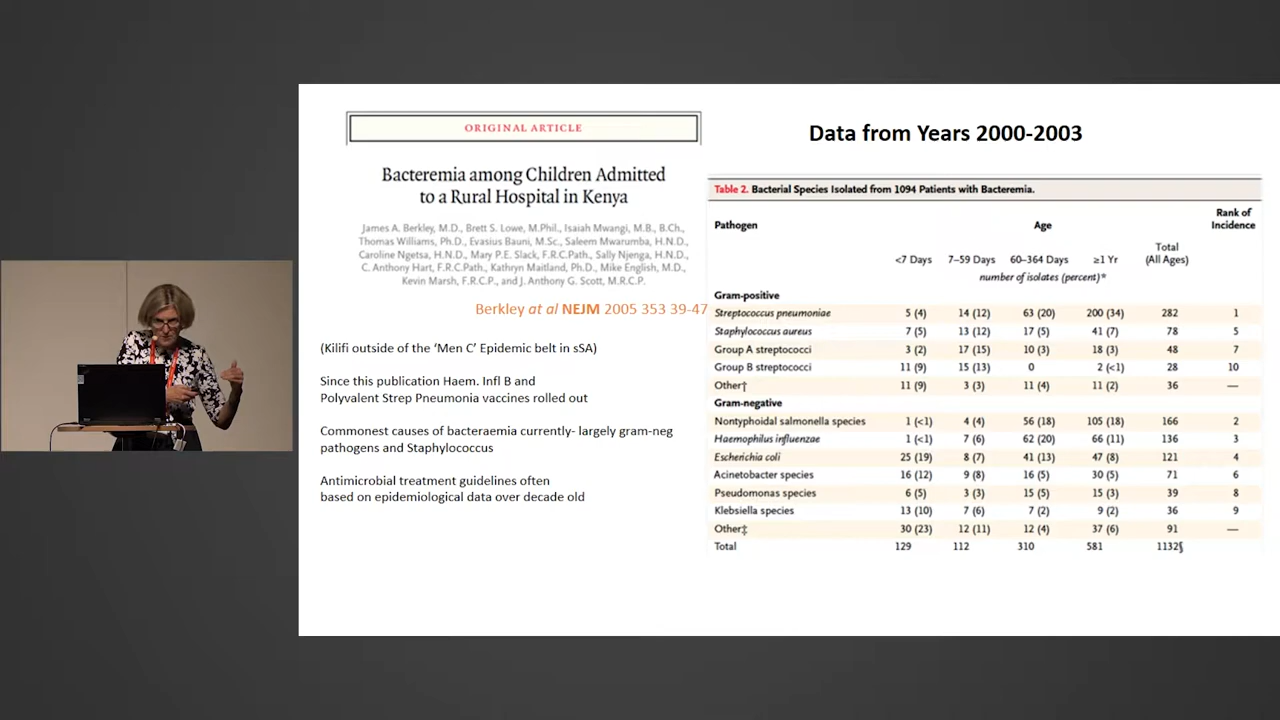 ORIGINAL ARTICLE
Bacteremia among Children Admitted
to a Rural Hospital in Kenya
James A. Berkley, M.D., Brett S. Lowe, M.Phil., Isaiah Mwangi, M.B., B.Ch.,
Thomas Williams, Ph.D., Evasius Bauni, M.Sc., Saleem Mwarumba, H.N.D.,
Caroline Ngetsa, H.N.D., Mary P.E. Slack, F.R.C.Path., Sally Njenga, H.N.D.,
C. Anthony Hart, F.R.C.Path., Kathryn Maitland, Ph.D., Mike English, M.D.,
Kevin Marsh, F.R.C.P., and J. Anthony G. Scott, M.R.C.P.
Berkley at al NEJM 2005 353 39-47
(Kilifi outside of the 'Men C' Epidemic belt in sSA)
Since this publication Haem. Infl B and
Polyvalent Strep Pneumonia vaccines rolled out
Commonest causes of bacteraemia currently- largely gram-neg
pathogens and Staphylococcus
Antimicrobial treatment guidelines often
based on epidemiological data over decade old
Data from Years 2000-2003
Table 2. Bacterial Species Isolated from 1094 Patients with Bacteremia.
Pathogen Age Rank of Incidence
<7 Days 7–59 Days 60–364 Days ≥1 Yr Total (All Ages)
number of isolates (percent)*
Gram-positive
Streptococcus pneumoniae 5 (4) 14 (12) 63 (20) 200 (34) 282 1
Staphylococcus aureus 7 (5) 13 (12) 17 (5) 41 (7) 78 5
Group A streptococci 3 (2) 17 (15) 10 (3) 18 (3) 48 7
Group B streptococci 11 (9) 15 (13) 0 2 (<1) 28 10
Other† 11 (9) 3 (3) 11 (4) 11 (2) 36 —
Gram-negative
Nontyphoidal salmonella species 1 (<1) 4 (4) 56 (18) 105 (18) 166 2
Haemophilus influenzae 1 (<1) 7 (6) 62 (20) 66 (11) 136 3
Escherichia coli 25 (19) 8 (7) 41 (13) 47 (8) 121 4
Acinetobacter species 16 (12) 9 (8) 16 (5) 30 (5) 71 6
Pseudomonas species 6 (5) 3 (3) 15 (5) 15 (3) 39 8
Klebsiella species 13 (10) 7 (6) 7 (2) 9 (2) 36 9
Other‡ 30 (23) 12 (11) 12 (4) 37 (6) 91 —
Total 129 112 310 581 1132§